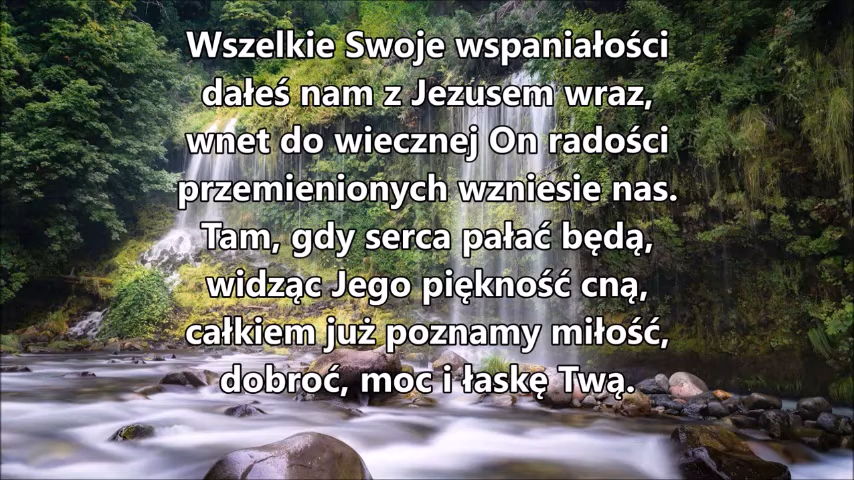 Wszelkie Swoje wspaniałości
dałeś nam z Jezusem wraz,
wnet do wiecznej On radości
przemienionych wzniesie nas.
Tam, gdy serca pałać będą,
widząc Jego piękność cną,
całkiem już poznamy miłość,
dobroć, moc i łaskę Twą.